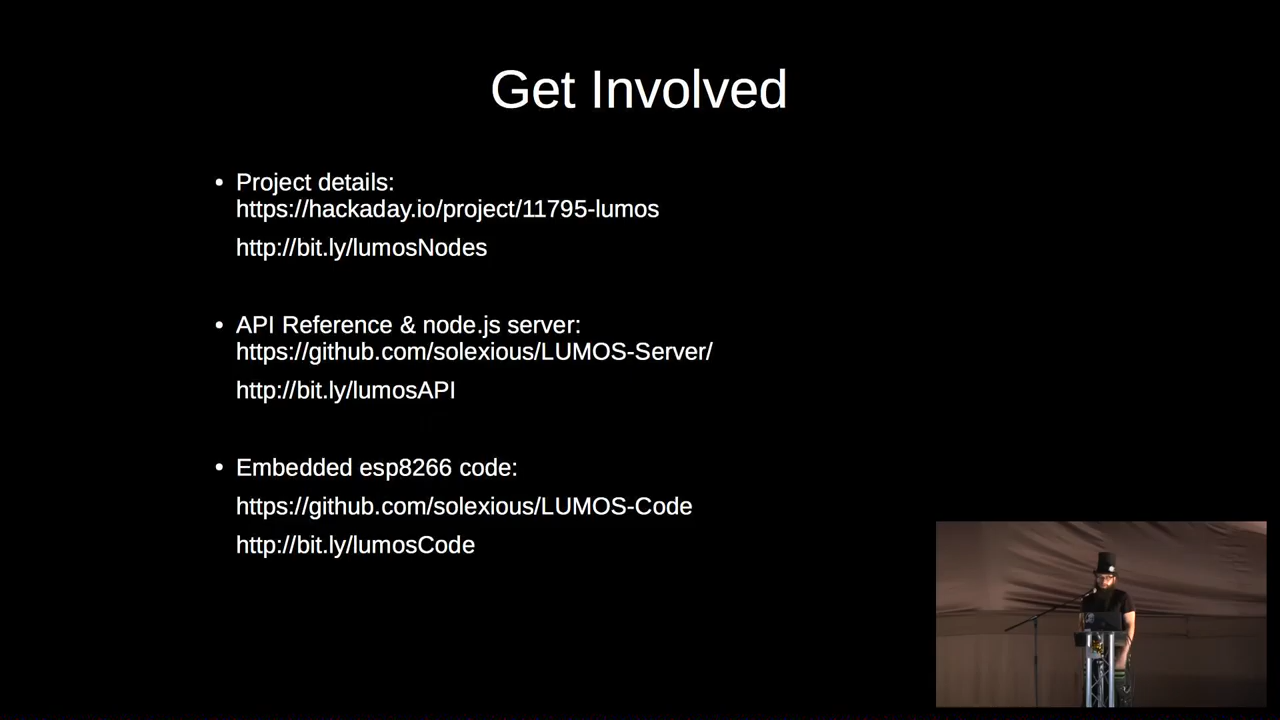 Get Involved
• Project details:
https://hackaday.io/project/11795-lumos
http://bit.ly/lumosNodes
• API Reference & node.js server:
https://github.com/solexious/LUMOS-Server/
http://bit.ly/lumosAPI
• Embedded esp8266 code:
https://github.com/solexious/LUMOS-Code
http://bit.ly/lumosCode